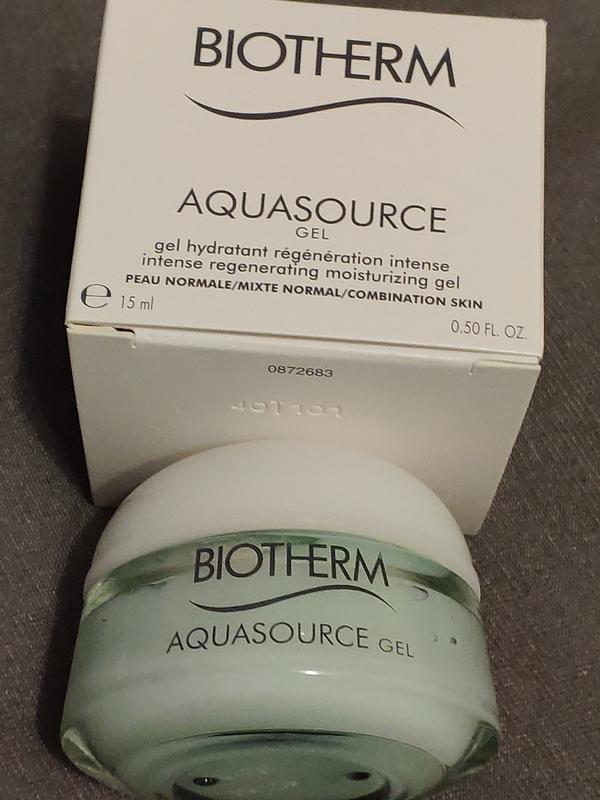 BIOTHERM
AQUASOURCE
GEL
gel hydratant régénération intense
intense regenerating moisturizing gel
PEAU NORMALE/MIXTE NORMAL/COMBINATION SKIN
℮ 15 ml
0.50 FL. OZ.
0872683
BIOTHERM
AQUASOURCE GEL